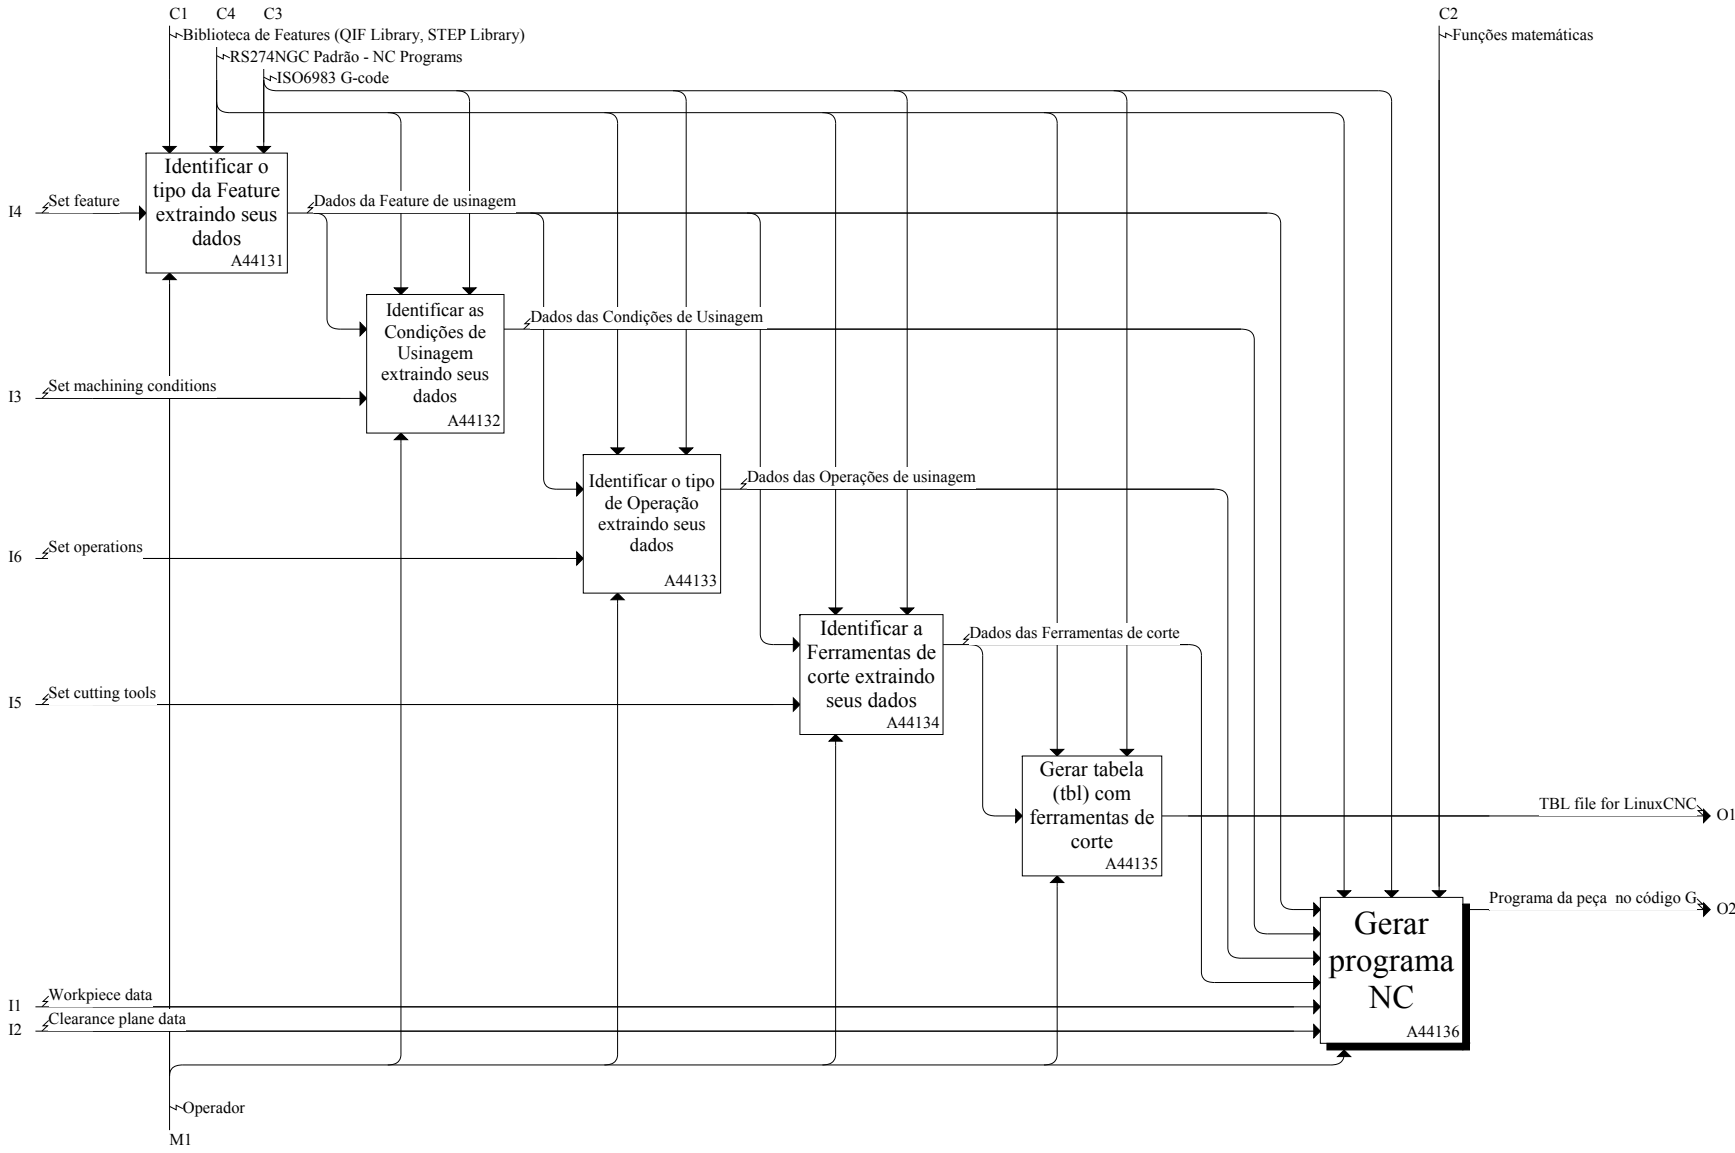 C1
C4
C3
C2
Biblioteca de Features (QIF Library, STEP Library)
Funções matemáticas
RS274NGC Padrão - NC Programs
ISO6983 G-code
Identificar o
tipo da Feature
extraindo seus
dados
A44131
I4
Set feature
Dados da Feature de usinagem
Identificar as
Condições de
Usinagem
extraindo seus
dados
A44132
Dados das Condições de Usinagem
I3
Set machining conditions
Identificar o tipo
de Operação
extraindo seus
dados
A44133
Dados das Operações de usinagem
I6
Set operations
Identificar a
Ferramentas de
corte extraindo
seus dados
A44134
Dados das Ferramentas de corte
I5
Set cutting tools
Gerar tabela
(tbl) com
ferramentas de
corte
A44135
TBL file for LinuxCNC
O1
Programa da peça  no código G
O2
Gerar
programa
NC
A44136
I1
Workpiece data
I2
Clearance plane data
Operador
M1